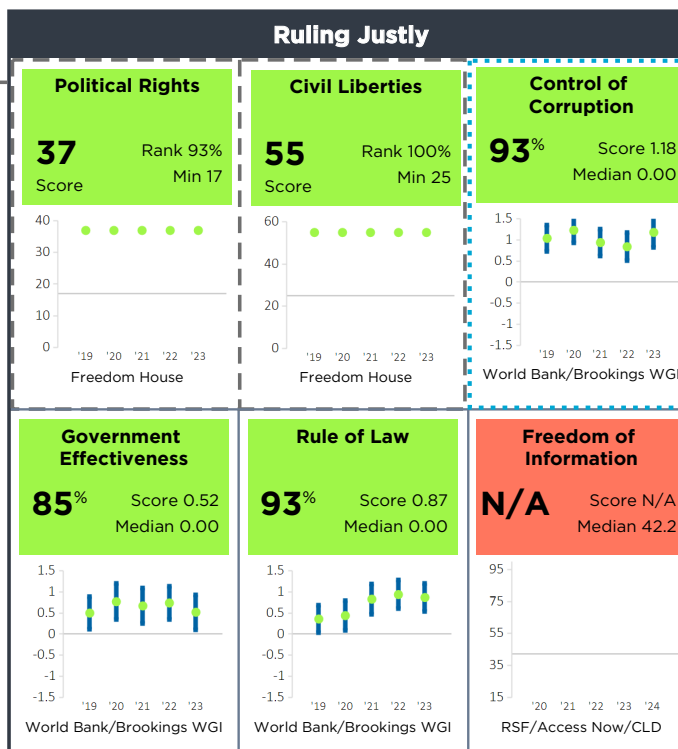 Ruling Justly
Political Rights
37
Score
Rank 93%
Min 17
40
30
20
10
0
'19 '20 '21 '22 '23
Freedom House
Civil Liberties
55
Score
Rank 100%
Min 25
60
40
20
0
'19 '20 '21 '22 '23
Freedom House
Control of
Corruption
93%
Score 1.18
Median 0.00
1.5
1
0.5
0
-0.5
-1
-1.5
'19 '20 '21 '22 '23
World Bank/Brookings WGI
Government
Effectiveness
85%
Score 0.52
Median 0.00
1.5
1
0.5
0
-0.5
-1
-1.5
'19 '20 '21 '22 '23
World Bank/Brookings WGI
Rule of Law
93%
Score 0.87
Median 0.00
1.5
1
0.5
0
-0.5
-1
-1.5
'19 '20 '21 '22 '23
World Bank/Brookings WGI
Freedom of
Information
N/A
Score N/A
Median 42.2
95
75
55
35
15
'20 '21 '22 '23 '24
RSF/Access Now/CLD